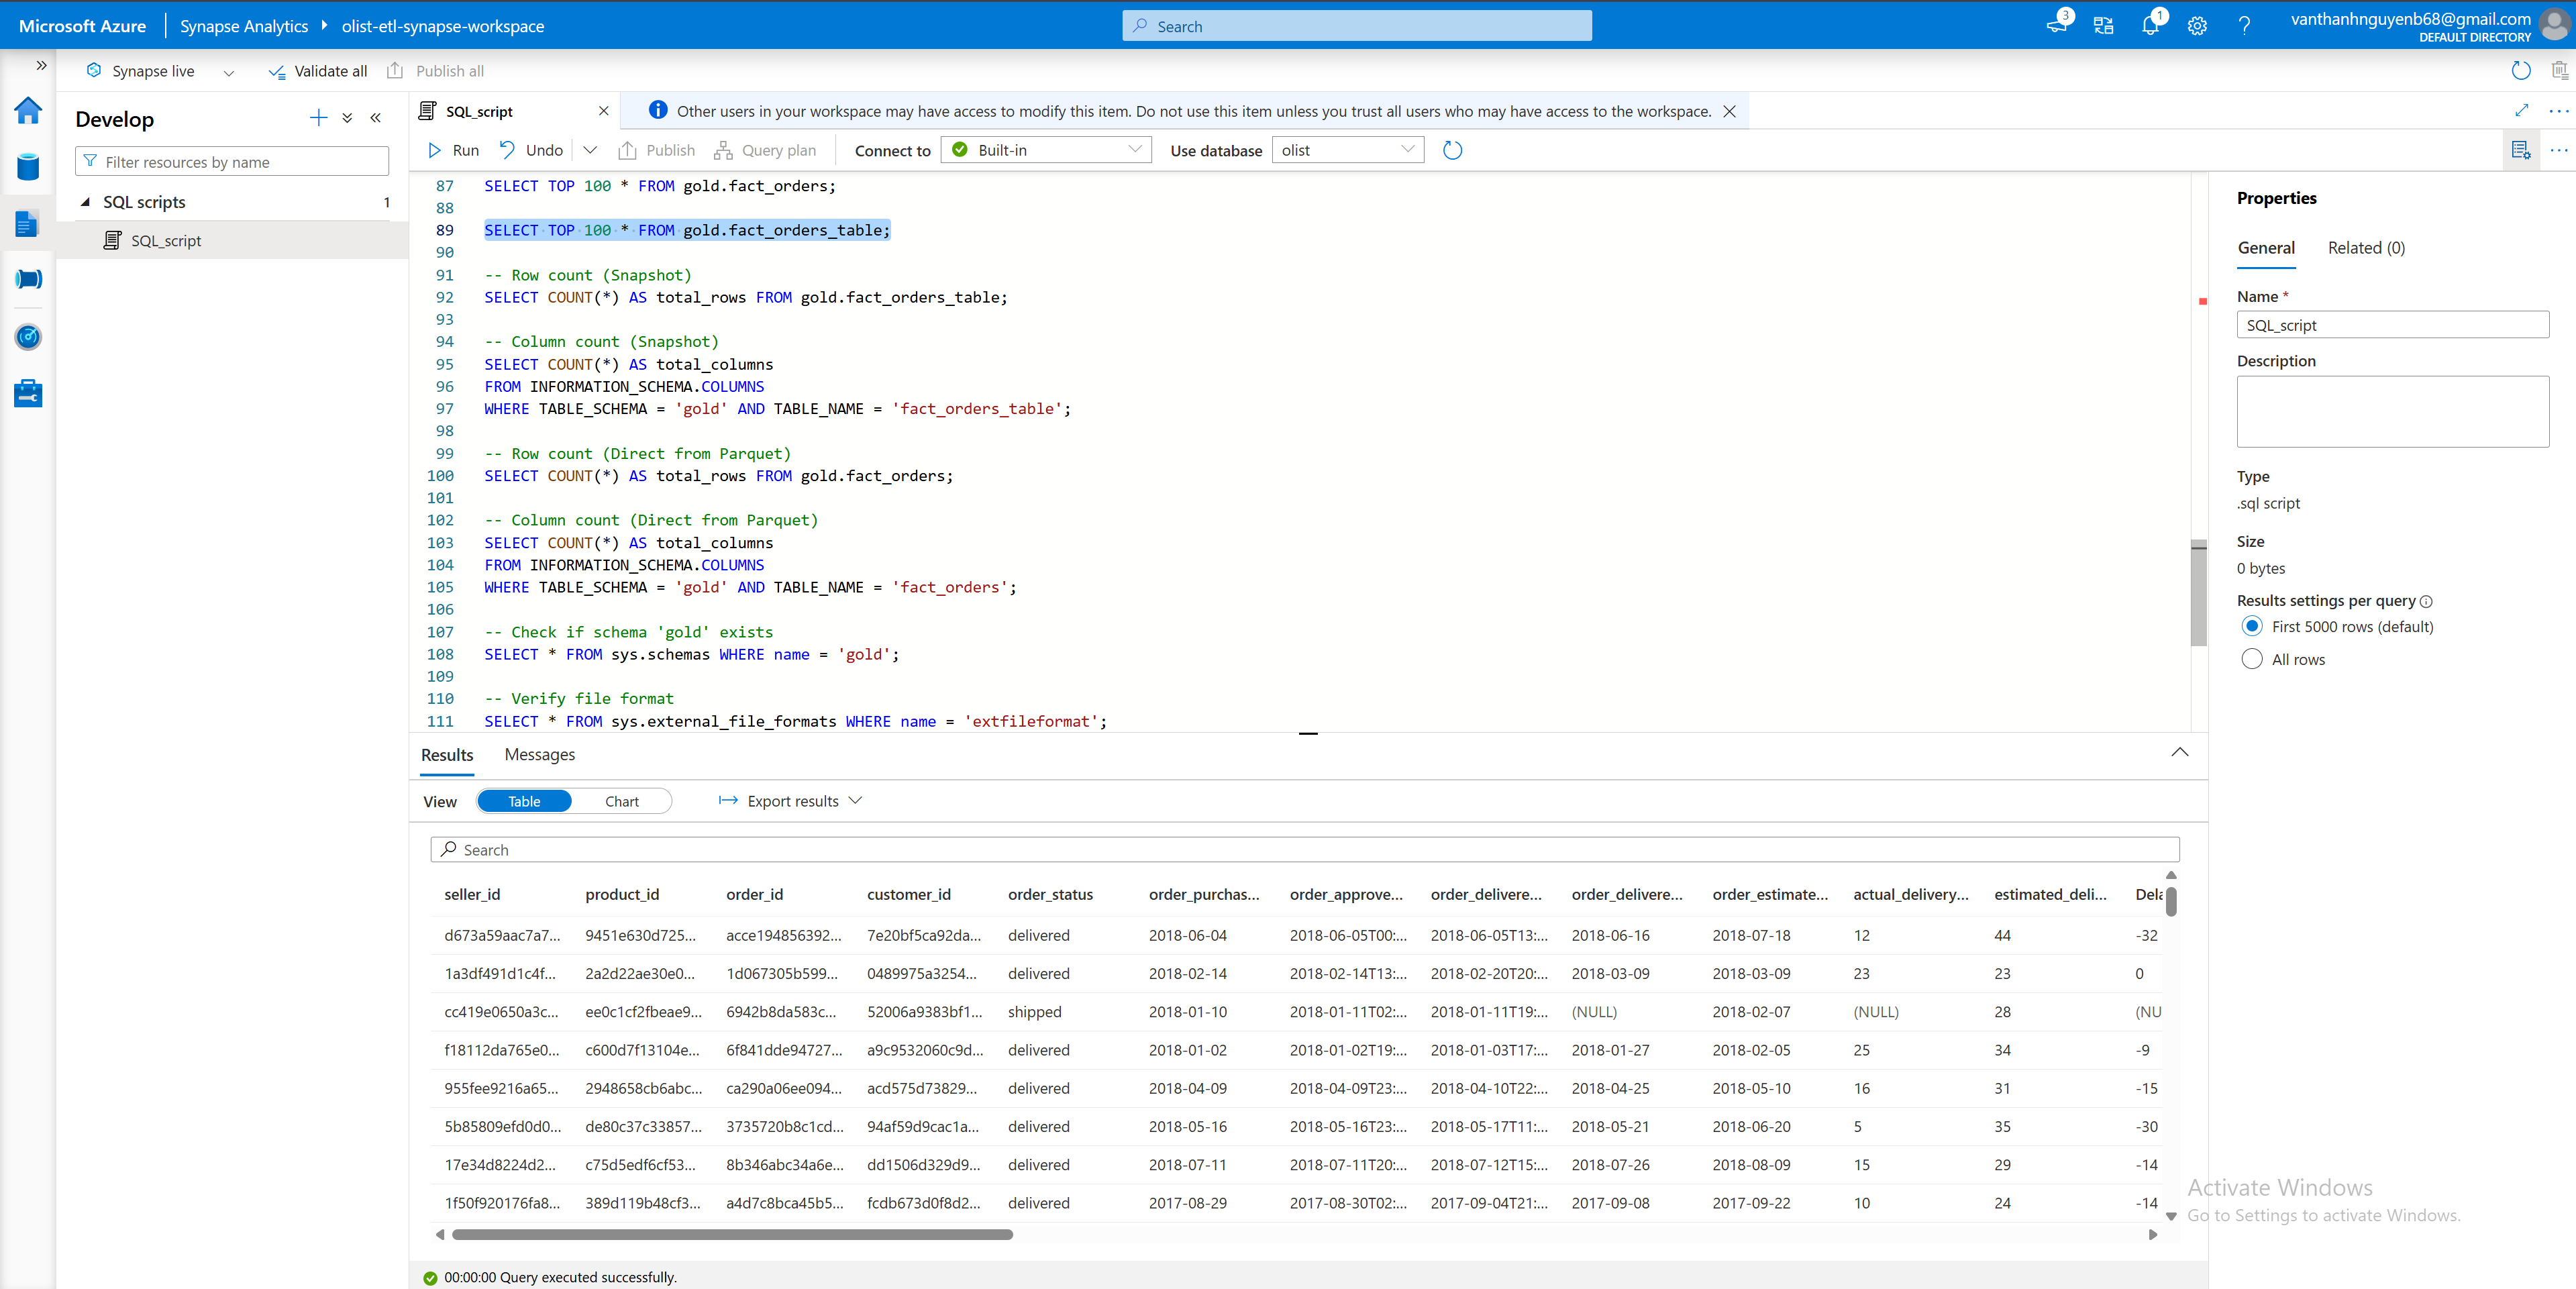 Microsoft Azure Synapse Analytics olist-etl-synapse-workspace Search 3 1 vanthanhnguyenb68@gmail.com
DEFAULT DIRECTORY
Synapse live Validate all Publish all
Develop
Filter resources by name
SQL scripts 1
SQL_script
SQL_script Other users in your workspace may have access to modify this item. Do not use this item unless you trust all users who may have access to the workspace.
Run Undo Publish Query plan Connect to Built-in Use database olist
87 SELECT TOP 100 * FROM gold.fact_orders;
88
89 SELECT TOP 100 * FROM gold.fact_orders_table;
90
91 -- Row count (Snapshot)
92 SELECT COUNT(*) AS total_rows FROM gold.fact_orders_table;
93
94 -- Column count (Snapshot)
95 SELECT COUNT(*) AS total_columns
96 FROM INFORMATION_SCHEMA.COLUMNS
97 WHERE TABLE_SCHEMA = 'gold' AND TABLE_NAME = 'fact_orders_table';
98
99 -- Row count (Direct from Parquet)
100 SELECT COUNT(*) AS total_rows FROM gold.fact_orders;
101
102 -- Column count (Direct from Parquet)
103 SELECT COUNT(*) AS total_columns
104 FROM INFORMATION_SCHEMA.COLUMNS
105 WHERE TABLE_SCHEMA = 'gold' AND TABLE_NAME = 'fact_orders';
106
107 -- Check if schema 'gold' exists
108 SELECT * FROM sys.schemas WHERE name = 'gold';
109
110 -- Verify file format
111 SELECT * FROM sys.external_file_formats WHERE name = 'extfileformat';
Results Messages
View Table Chart Export results
Search
seller_id product_id order_id customer_id order_status order_purchas... order_approve... order_delivere... order_delivere... order_estimate... actual_delivery... estimated_deli... Dela
d673a59aac7a7... 9451e630d725... acce194856392... 7e20bf5ca92da... delivered 2018-06-04 2018-06-05T00:... 2018-06-05T13:... 2018-06-16 2018-07-18 12 44 -32
1a3df491d1c4f... 2a2d22ae30e0... 1d067305b599... 0489975a3254... delivered 2018-02-14 2018-02-14T13:... 2018-02-20T20:... 2018-03-09 2018-03-09 23 23 0
cc419e0650a3c... ee0c1cf2fbeae9... 6942b8da583c... 52006a9383bf1... shipped 2018-01-10 2018-01-11T02:... 2018-01-11T19:... (NULL) 2018-02-07 (NULL) 28 (NU
f18112da765e0... c600d7f13104e... 6f841dde94727... a9c9532060c9d... delivered 2018-01-02 2018-01-02T19:... 2018-01-03T17:... 2018-01-27 2018-02-05 25 34 -9
955fee9216a65... 2948658cb6abc... ca290a06ee094... acd575d73829... delivered 2018-04-09 2018-04-09T23:... 2018-04-10T22:... 2018-04-25 2018-05-10 16 31 -15
5b85809efd0d0... de80c37c33857... 3735720b8c1cd... 94af59d9cac1a... delivered 2018-05-16 2018-05-16T23:... 2018-05-17T11:... 2018-05-21 2018-06-20 5 35 -30
17e34d8224d2... c75d5edf6cf53... 8b346abc34a6e... dd1506d329d9... delivered 2018-07-11 2018-07-11T20:... 2018-07-12T15:... 2018-07-26 2018-08-09 15 29 -14
1f50f920176fa8... 389d119b48cf3... a4d7c8bca45b5... fcdb673d0f8d2... delivered 2017-08-29 2017-08-30T02:... 2017-09-04T21:... 2017-09-08 2017-09-22 10 24 -14
00:00:00 Query executed successfully.
Properties
General Related (0)
Name *
SQL_script
Description
Type
.sql script
Size
0 bytes
Results settings per query
First 5000 rows (default)
All rows
Activate Windows
Go to Settings to activate Windows.